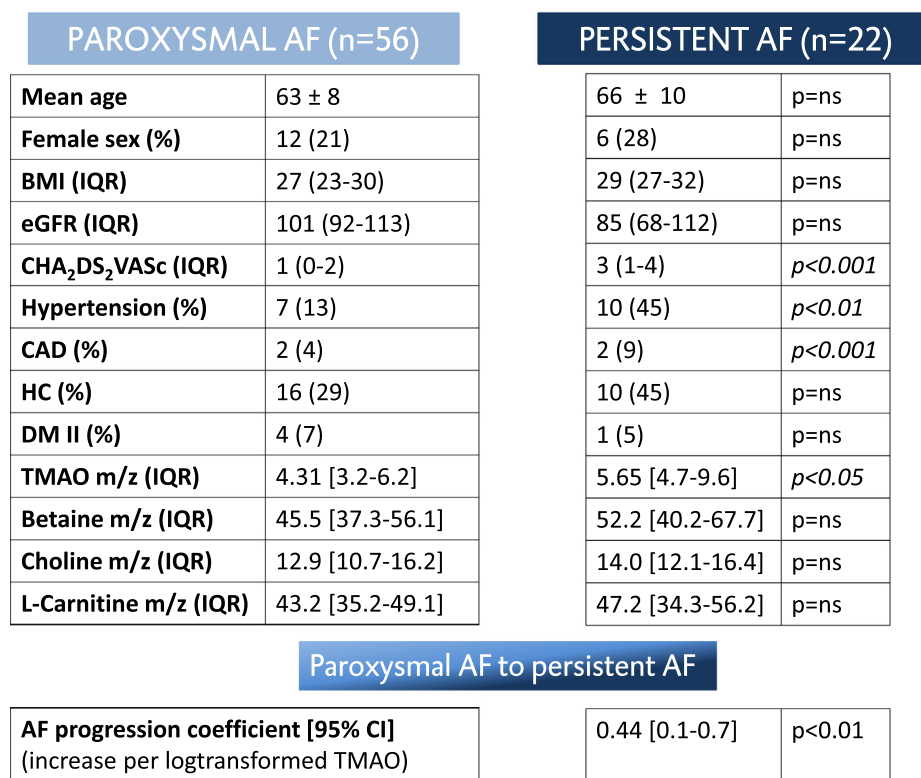 PAROXYSMAL AF (n=56) PERSISTENT AF (n=22)
Mean age 63 ± 8 66 ± 10 p=ns
Female sex (%) 12 (21) 6 (28) p=ns
BMI (IQR) 27 (23-30) 29 (27-32) p=ns
eGFR (IQR) 101 (92-113) 85 (68-112) p=ns
CHA₂DS₂VASc (IQR) 1 (0-2) 3 (1-4) p<0.001
Hypertension (%) 7 (13) 10 (45) p<0.01
CAD (%) 2 (4) 2 (9) p<0.001
HC (%) 16 (29) 10 (45) p=ns
DM II (%) 4 (7) 1 (5) p=ns
TMAO m/z (IQR) 4.31 [3.2-6.2] 5.65 [4.7-9.6] p<0.05
Betaine m/z (IQR) 45.5 [37.3-56.1] 52.2 [40.2-67.7] p=ns
Choline m/z (IQR) 12.9 [10.7-16.2] 14.0 [12.1-16.4] p=ns
L-Carnitine m/z (IQR) 43.2 [35.2-49.1] 47.2 [34.3-56.2] p=ns
Paroxysmal AF to persistent AF
AF progression coefficient [95% CI] 0.44 [0.1-0.7] p<0.01
(increase per logtransformed TMAO)